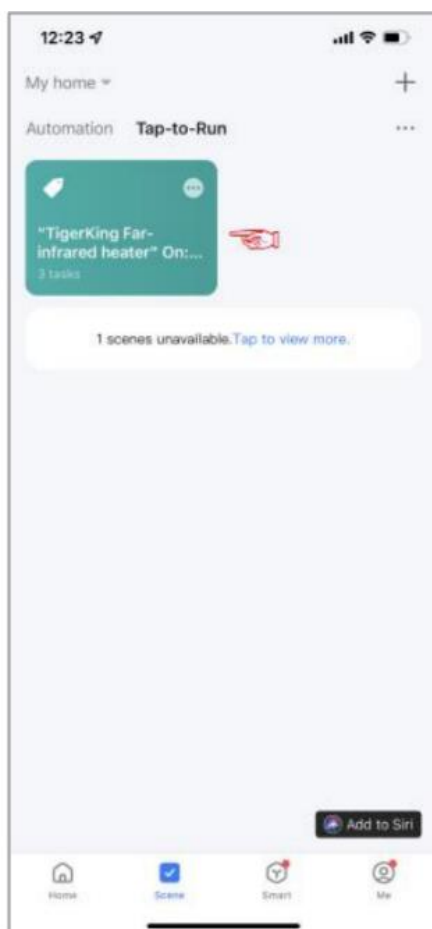 12:23
My home
Automation Tap-to-Run
"TigerKing Far-
infrared heater" On:...
3 tasks
1 scenes unavailable.Tap to view more.
Add to Siri
Home Scene Smart Me